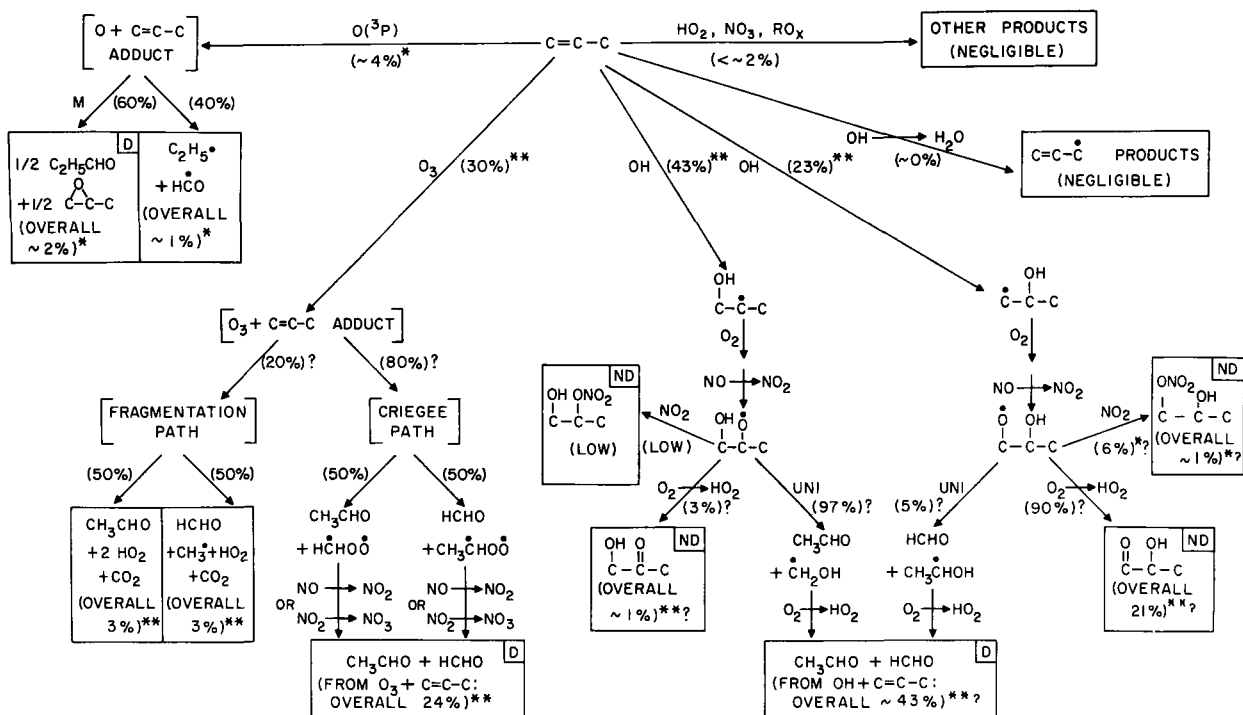 O + C=C-C
ADDUCT
O(³P)
(~4%)*
C=C-C
HO₂, NO₃, ROₓ
(<~2%)
OTHER PRODUCTS
(NEGLIGIBLE)
M
(60%)
(40%)
D
1/2 C₂H₅CHO
+1/2
O
C-C-C
(OVERALL
~2%)*
C₂H₅•
+ HĊO
(OVERALL
~1%)*
O₃
(30%)**
OH
(43%)**
OH
(23%)**
OH → H₂O
(~0%)
C=C-Ċ PRODUCTS
(NEGLIGIBLE)
[O₃ + C=C-C ADDUCT]
(20%)?
(80%)?
[FRAGMENTATION
PATH]
[CRIEGEE
PATH]
(50%)
(50%)
(50%)
(50%)
CH₃CHO
+2 HO₂
+CO₂
(OVERALL
3%)**
HCHO
+CH₃•+HO₂
+CO₂
(OVERALL
3%)**
CH₃CHO
+ HĊHOO•
NO → NO₂
OR
NO₂ → NO₃
HCHO
+CH₃ĊHOO•
NO → NO₂
OR
NO₂ → NO₃
D
CH₃CHO + HCHO
(FROM O₃ + C=C-C:
OVERALL 24%)**
OH
C-Ċ-C
O₂
NO → NO₂
OH O•
C-C-C
NO₂
(LOW)
ND
OH ONO₂
C-C-C
(LOW)
O₂ → HO₂
(3%)?
UNI
(97%)?
ND
OH O
C-C-C
(OVERALL
~1%)**?
CH₃CHO
+ ĊH₂OH
O₂ → HO₂
OH
Ċ-C-C
O₂
NO → NO₂
O• OH
C-C-C
NO₂
(6%)*?
ND
ONO₂
OH
C-C-C
(OVERALL
~1%)*?
UNI
(5%)?
O₂ → HO₂
(90%)?
HCHO
+ CH₃ĊHOH
O₂ → HO₂
ND
O OH
C-C-C
(OVERALL
21%)**?
D
CH₃CHO + HCHO
(FROM OH + C=C-C:
OVERALL ~43%)**?